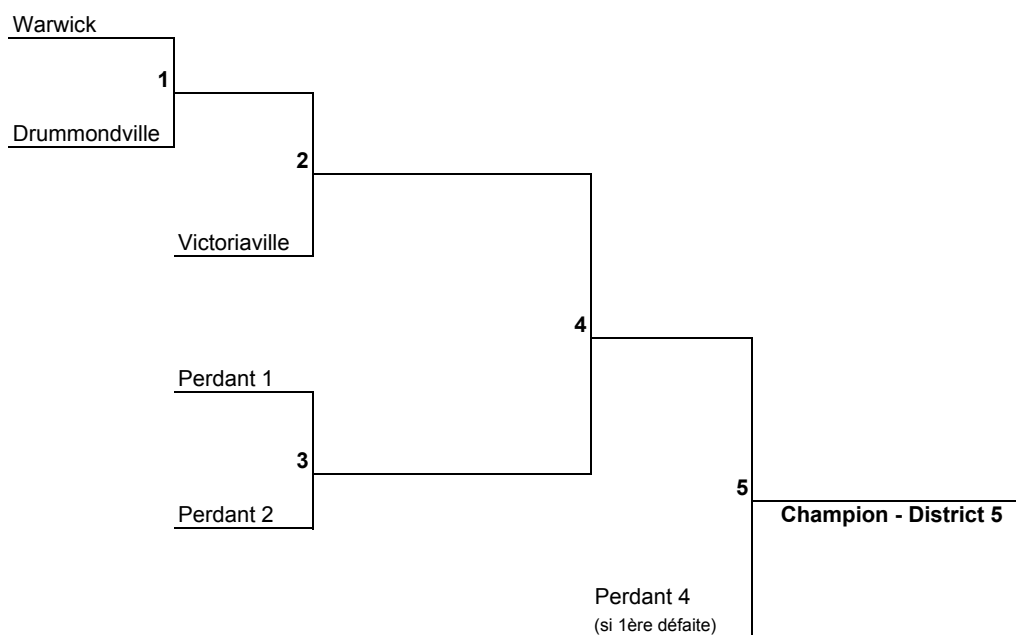 Warwick
1
Drummondville
2
Victoriaville
4
Perdant 1
3
Perdant 2
5
Champion - District 5
Perdant 4
(si 1ère défaite)